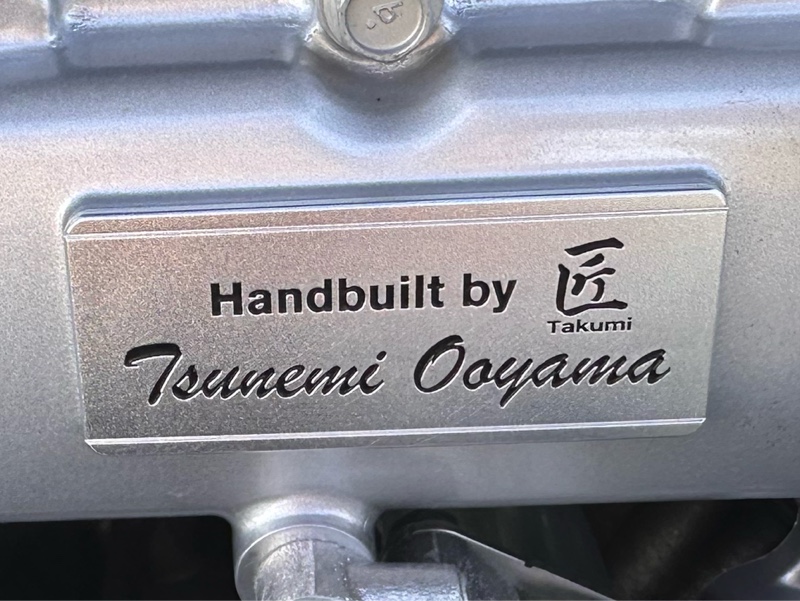 Handbuilt by 匠
Takumi
Tsunemi Ooyama